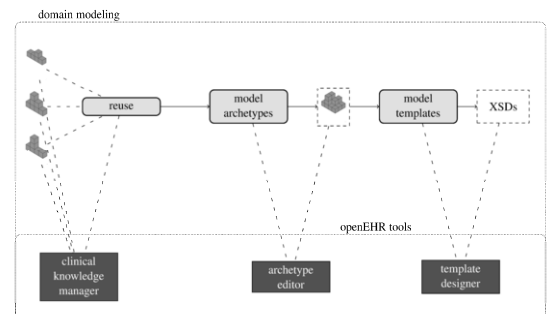 domain modeling
reuse
model
archetypes
model
templates
XSDs
openEHR tools
clinical
knowledge
manager
archetype
editor
template
designer